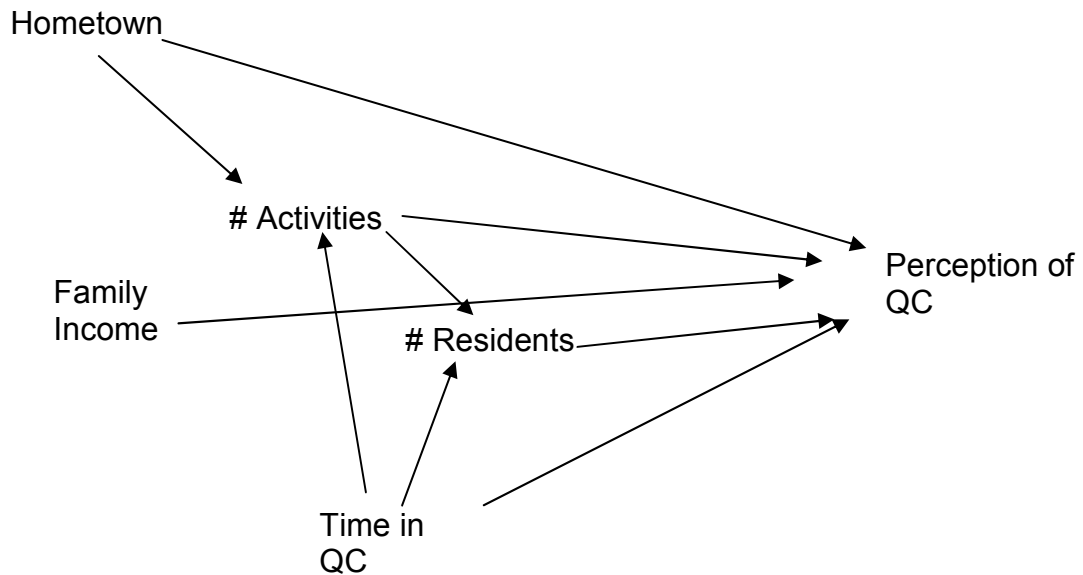 Hometown
# Activities
Perception of
QC
Family
Income
# Residents
Time in
QC